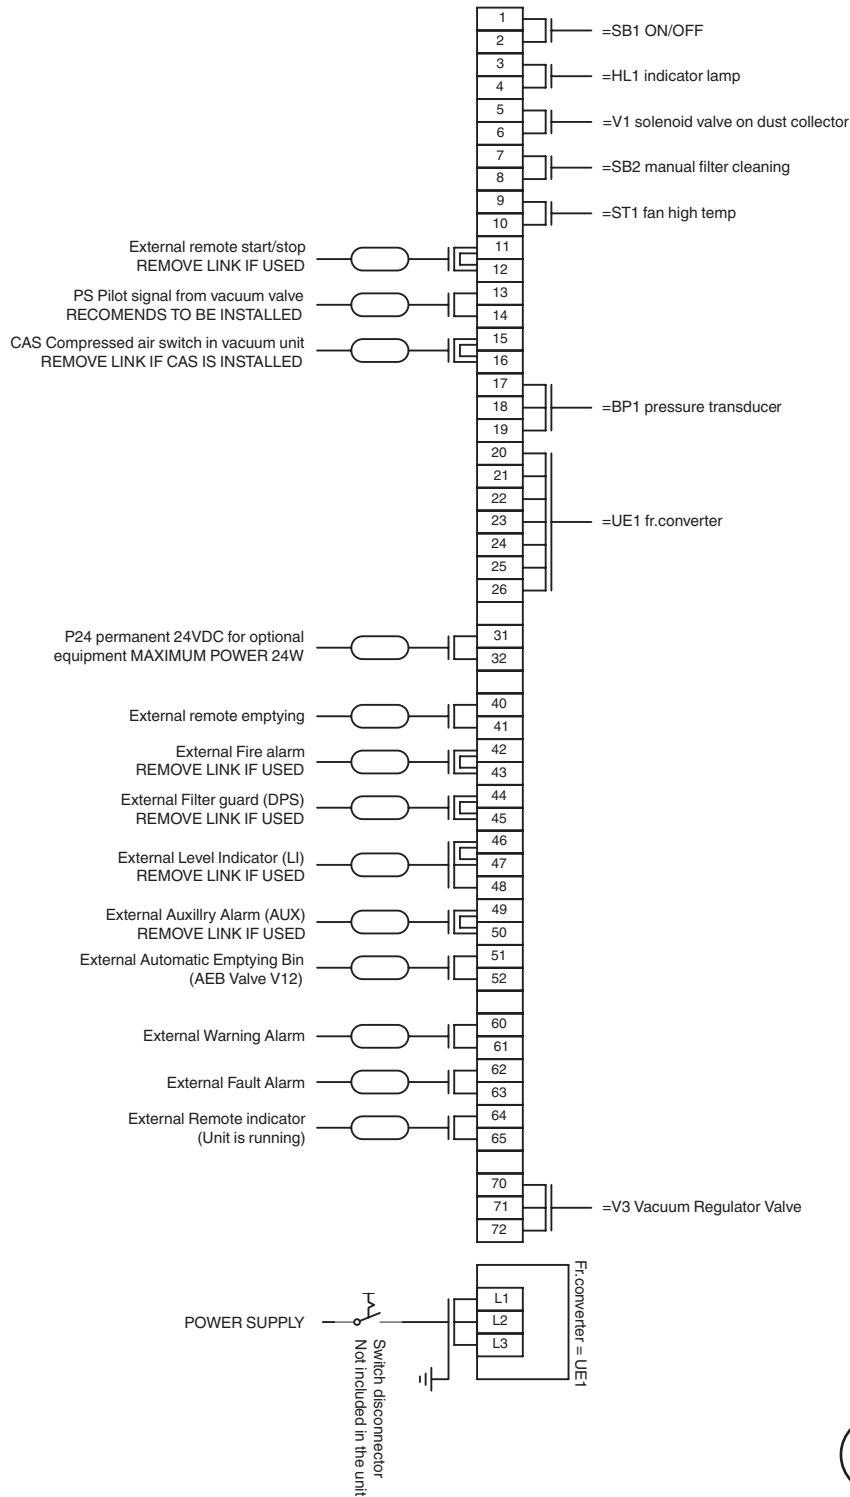 1
=SB1 ON/OFF
2
3
=HL1 indicator lamp
4
5
=V1 solenoid valve on dust collector
6
7
=SB2 manual filter cleaning
8
9
=ST1 fan high temp
10
External remote start/stop
REMOVE LINK IF USED
11
12
PS Pilot signal from vacuum valve
RECOMENDS TO BE INSTALLED
13
14
CAS Compressed air switch in vacuum unit
REMOVE LINK IF CAS IS INSTALLED
15
16
17
18
=BP1 pressure transducer
19
20
21
22
23
=UE1 fr.converter
24
25
26
P24 permanent 24VDC for optional
equipment MAXIMUM POWER 24W
31
32
External remote emptying
40
41
External Fire alarm
REMOVE LINK IF USED
42
43
External Filter guard (DPS)
REMOVE LINK IF USED
44
45
External Level Indicator (LI)
REMOVE LINK IF USED
46
47
48
External Auxillry Alarm (AUX)
REMOVE LINK IF USED
49
50
External Automatic Emptying Bin
(AEB Valve V12)
51
52
External Warning Alarm
60
61
External Fault Alarm
62
63
External Remote indicator
(Unit is running)
64
65
70
71
=V3 Vacuum Regulator Valve
72
Fr.converter = UE1
L1
L2
L3
POWER SUPPLY
Switch disconnector
Not included in the unit